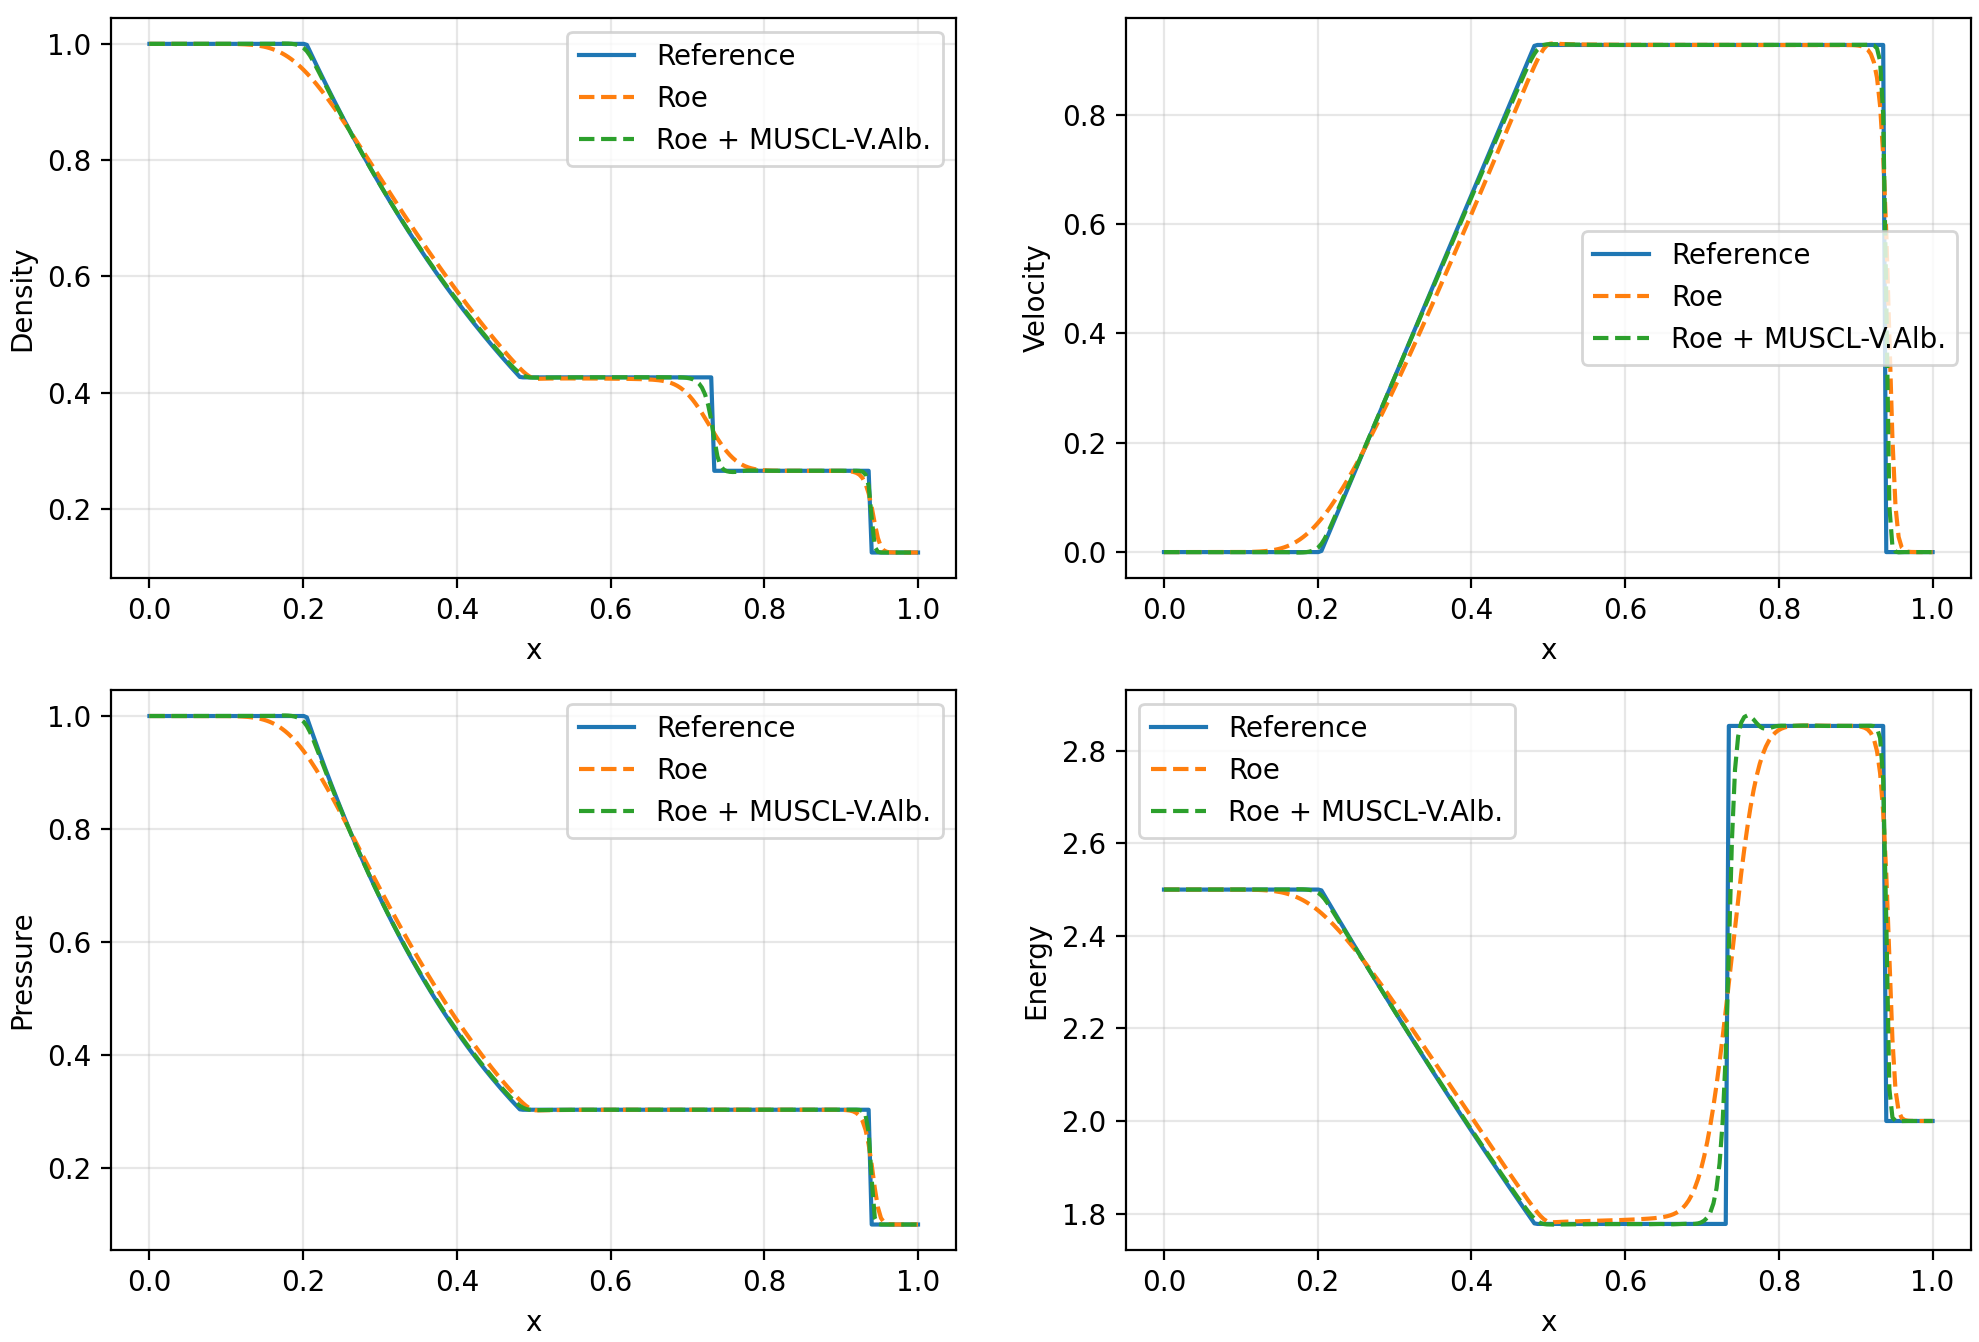 1.0
0.8
0.6
0.4
0.2
Density
Reference
Roe
Roe + MUSCL-V.Alb.
0.0 0.2 0.4 0.6 0.8 1.0
x
0.8
0.6
0.4
0.2
0.0
Velocity
Reference
Roe
Roe + MUSCL-V.Alb.
0.0 0.2 0.4 0.6 0.8 1.0
x
1.0
0.8
0.6
0.4
0.2
Pressure
Reference
Roe
Roe + MUSCL-V.Alb.
0.0 0.2 0.4 0.6 0.8 1.0
x
2.8
2.6
2.4
2.2
2.0
1.8
Energy
Reference
Roe
Roe + MUSCL-V.Alb.
0.0 0.2 0.4 0.6 0.8 1.0
x